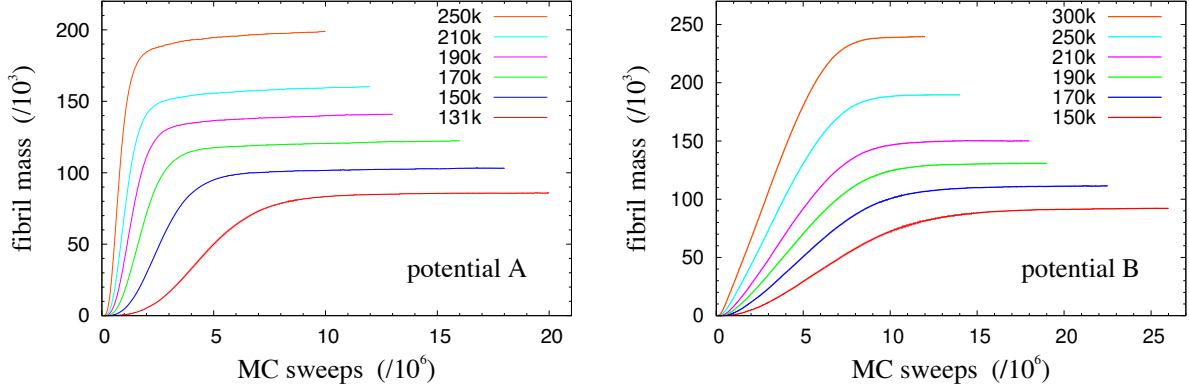 fibril mass (/10³)
200
150
100
50
0
250k
210k
190k
170k
150k
131k
potential A
0 5 10 15 20
MC sweeps (/10⁶)
fibril mass (/10³)
250
200
150
100
50
0
300k
250k
210k
190k
170k
150k
potential B
0 5 10 15 20 25
MC sweeps (/10⁶)